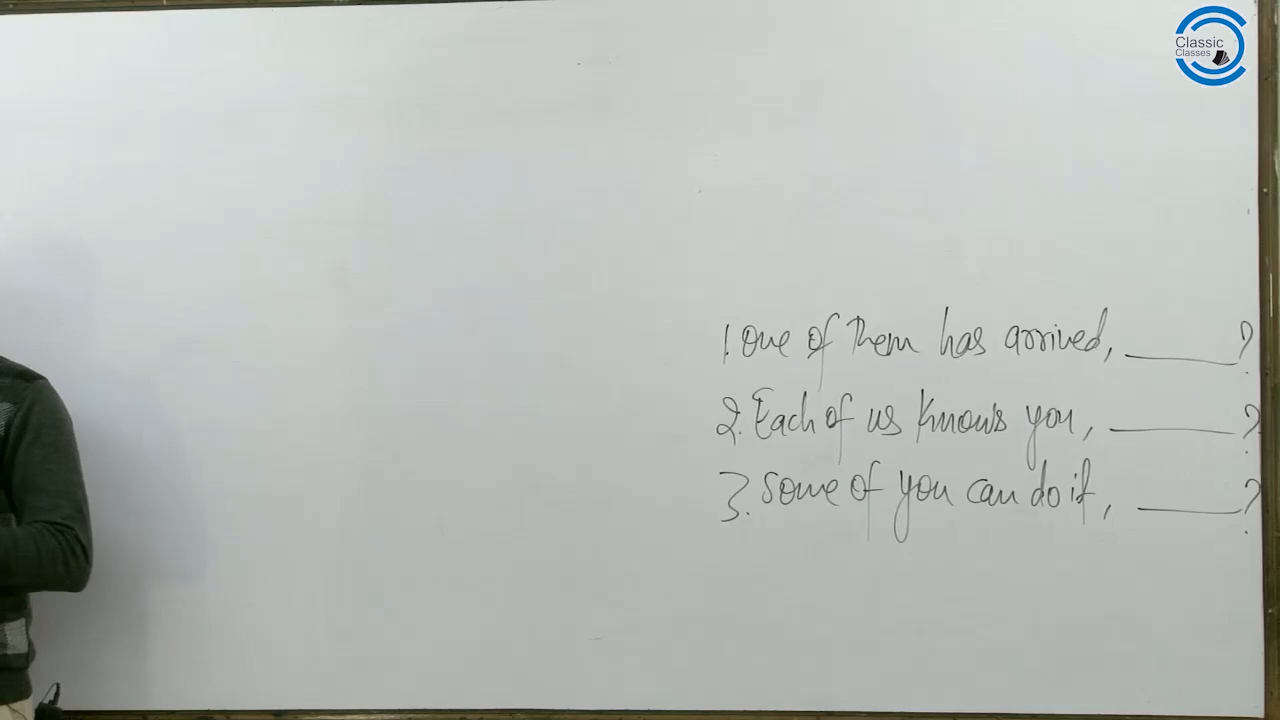 Classic
Classes
1. One of them has arrived, ______?
2. Each of us knows you, ______?
3. Some of you can do it, ______?